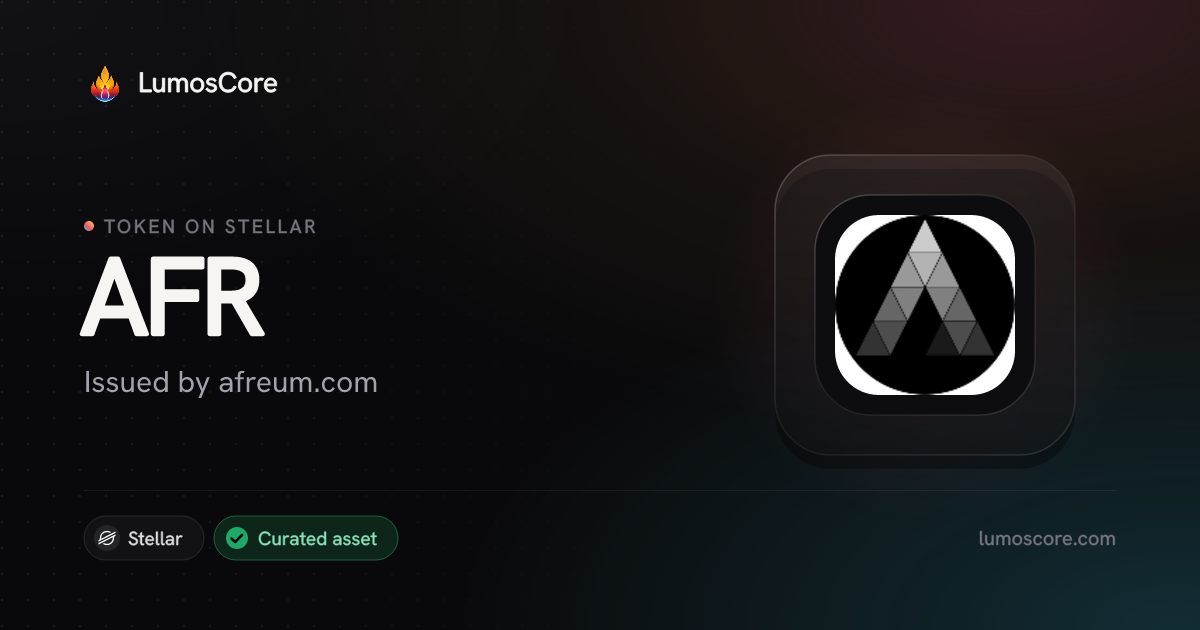 LumosCore
TOKEN ON STELLAR
AFR
Issued by afreum.com
Stellar
Curated asset
lumoscore.com